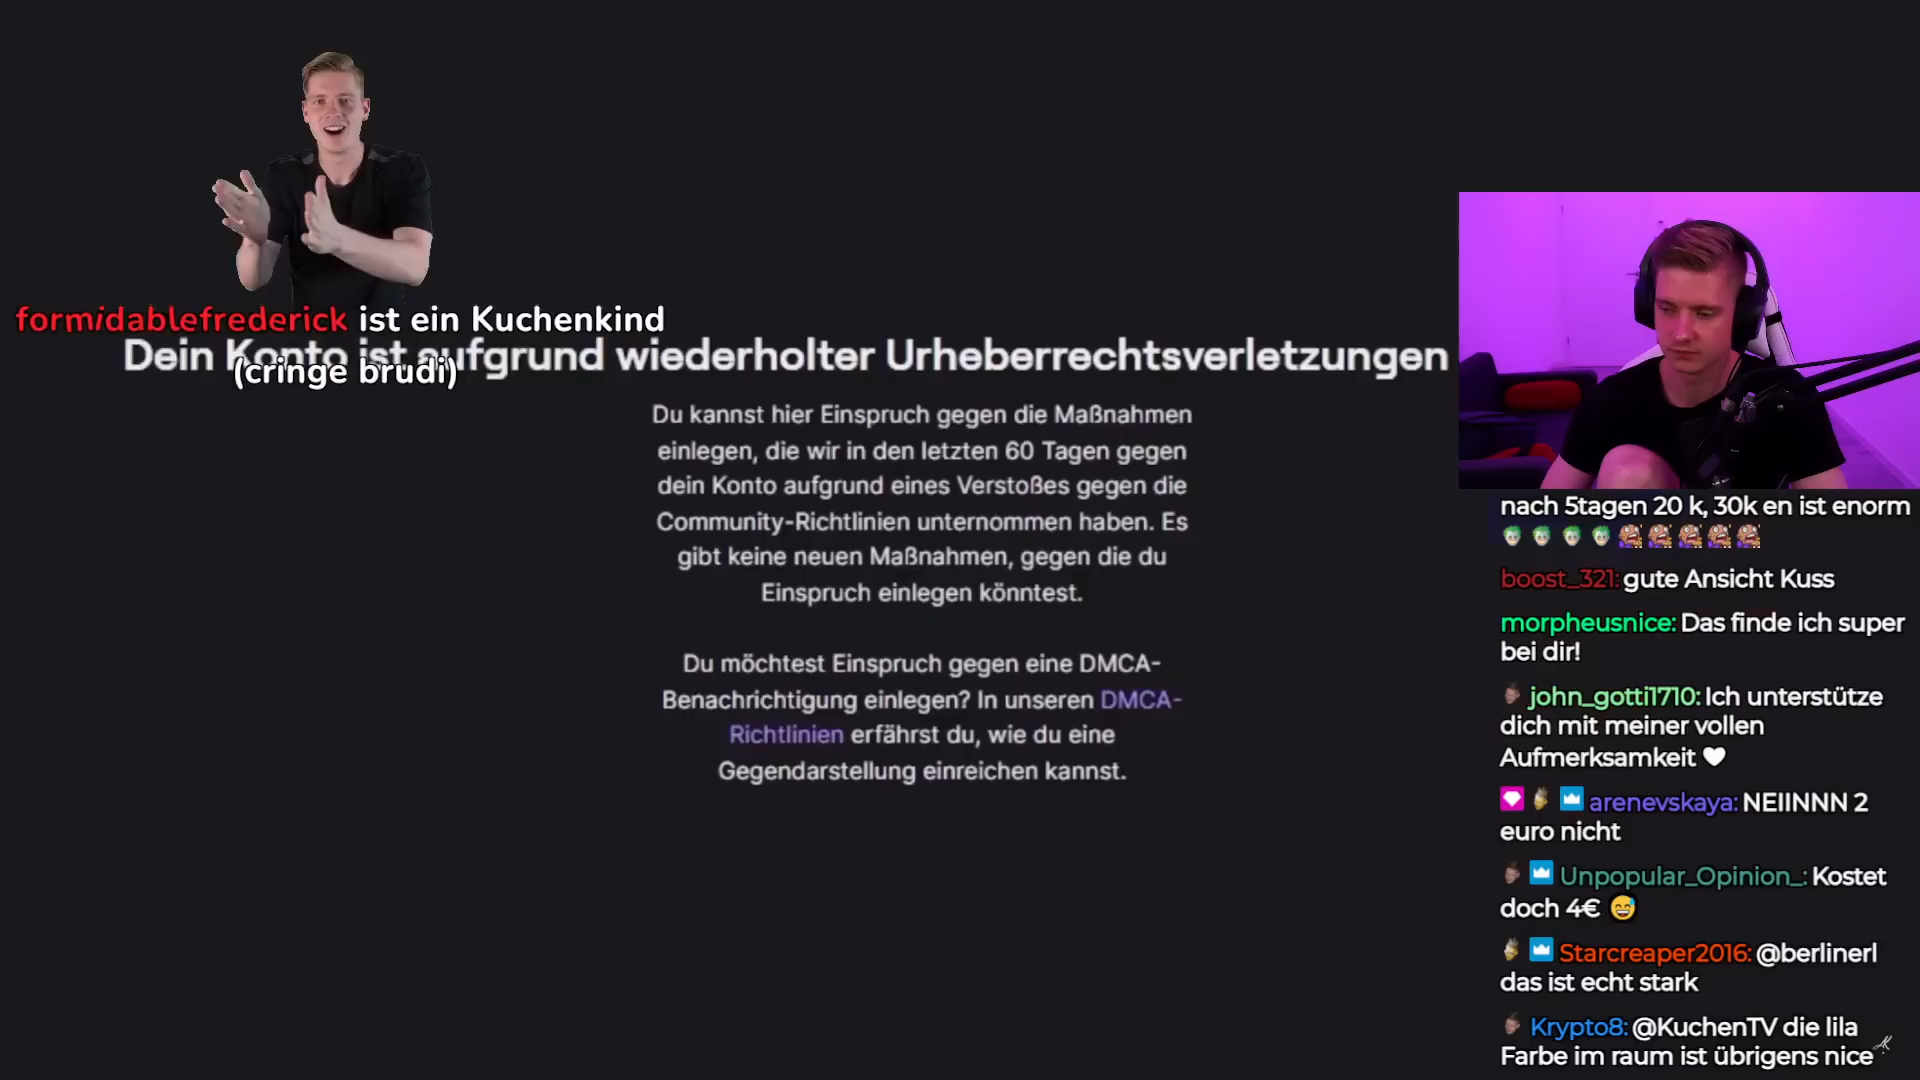 formidablefrederick ist ein Kuchenkind
(cringe brudi)
Dein Konto ist aufgrund wiederholter Urheberrechtsverletzungen
Du kannst hier Einspruch gegen die Maßnahmen
einlegen, die wir in den letzten 60 Tagen gegen
dein Konto aufgrund eines Verstoßes gegen die
Community-Richtlinien unternommen haben. Es
gibt keine neuen Maßnahmen, gegen die du
Einspruch einlegen könntest.
Du möchtest Einspruch gegen eine DMCA-
Benachrichtigung einlegen? In unseren DMCA-
Richtlinien erfährst du, wie du eine
Gegendarstellung einreichen kannst.
nach 5tagen 20 k, 30k en ist enorm
boost_321: gute Ansicht Kuss
morpheusnice: Das finde ich super
bei dir!
john_gotti1710: Ich unterstütze
dich mit meiner vollen
Aufmerksamkeit
arenevskaya: NEIINNN 2
euro nicht
Unpopular_Opinion_: Kostet
doch 4€
Starcreaper2016: @berlinerl
das ist echt stark
Krypto8: @KuchenTV die lila
Farbe im raum ist übrigens nice